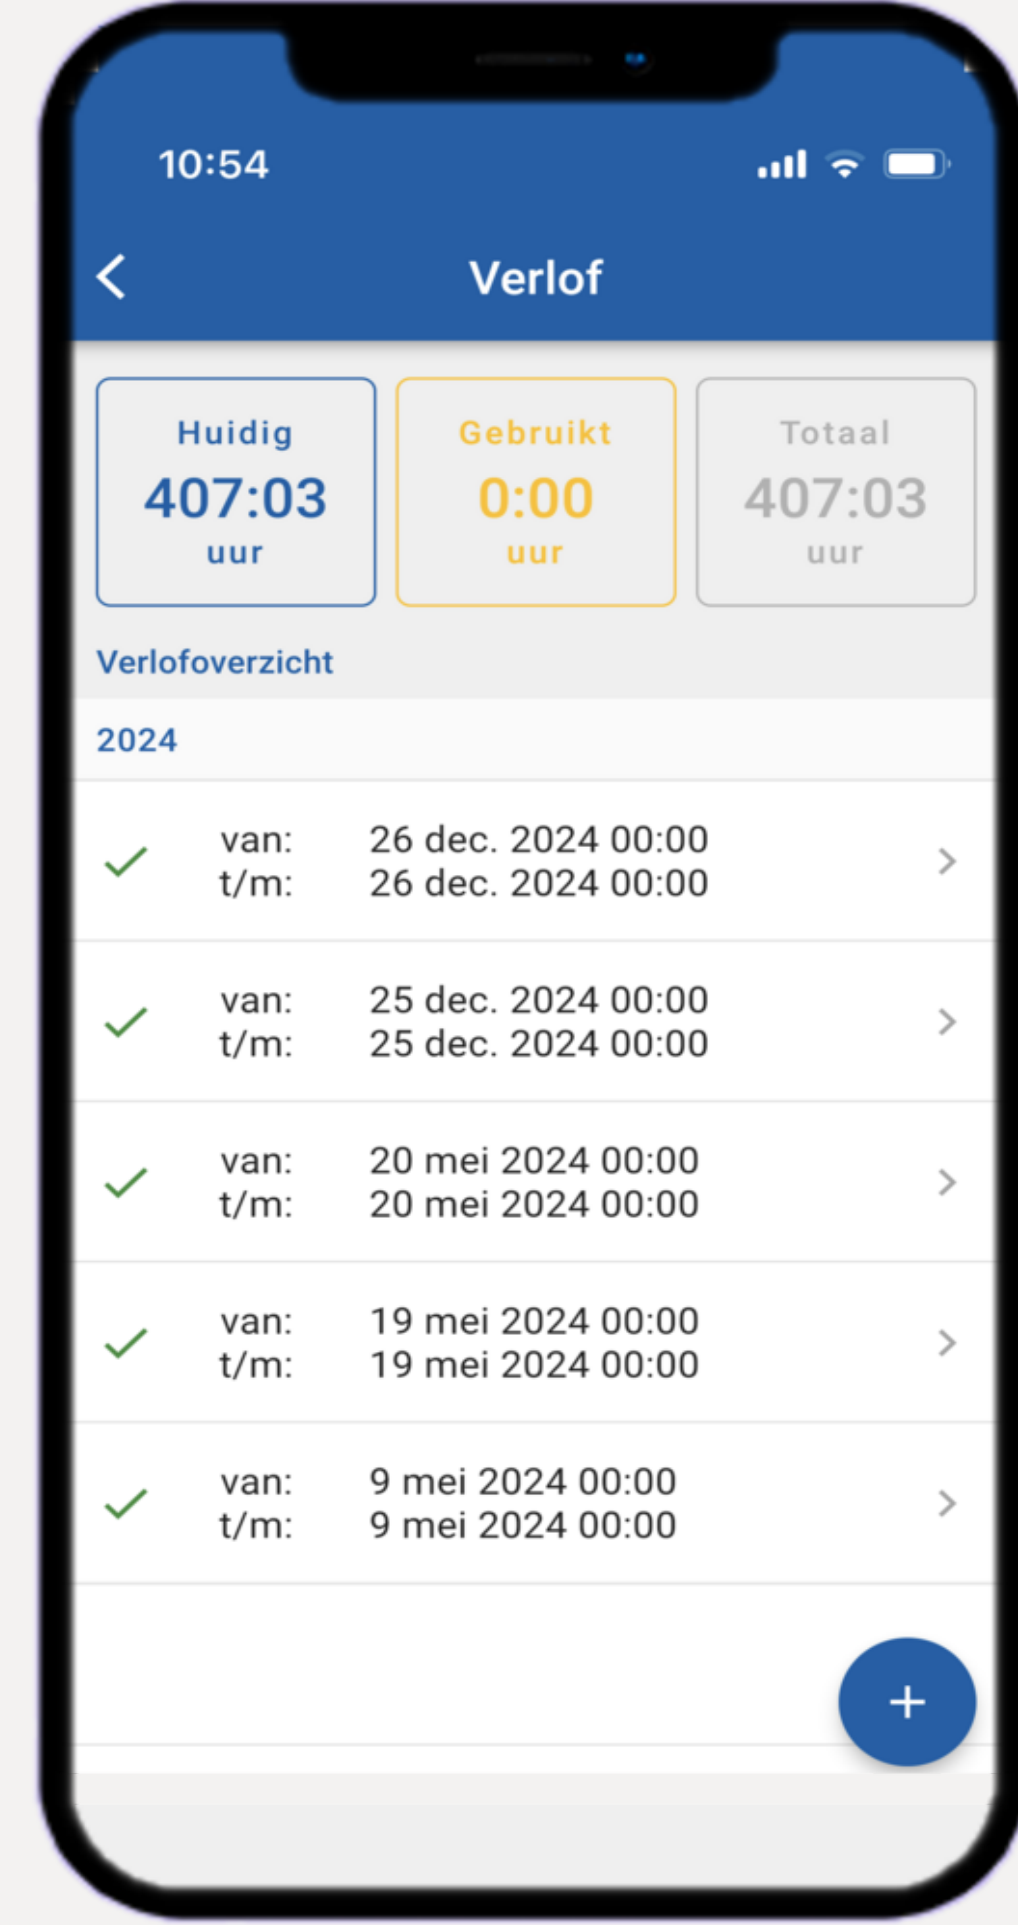 10:54
Verlof
Huidig
407:03
uur
Gebruikt
0:00
uur
Totaal
407:03
uur
Verlofoverzicht
2024
van: 26 dec. 2024 00:00
t/m: 26 dec. 2024 00:00
van: 25 dec. 2024 00:00
t/m: 25 dec. 2024 00:00
van: 20 mei 2024 00:00
t/m: 20 mei 2024 00:00
van: 19 mei 2024 00:00
t/m: 19 mei 2024 00:00
van: 9 mei 2024 00:00
t/m: 9 mei 2024 00:00
+